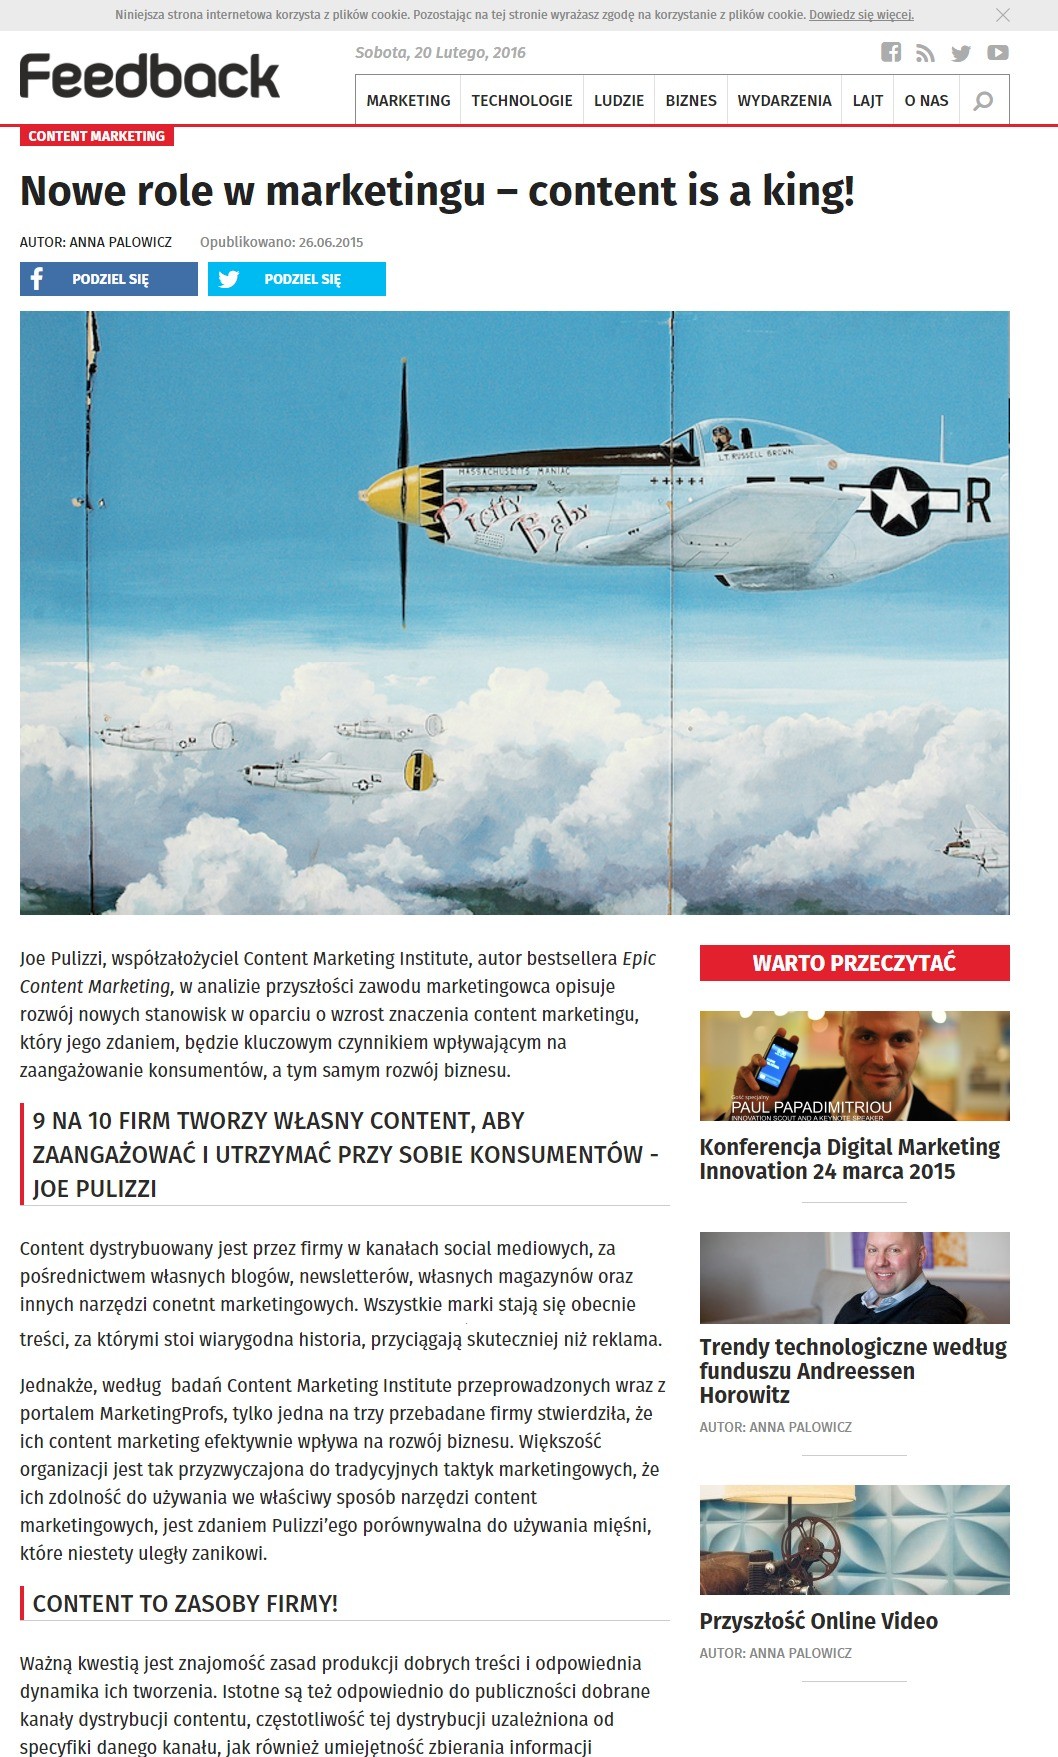 Niniejsza strona internetowa korzysta z plików cookie. Pozostając na tej stronie wyrażasz zgodę na korzystanie z plików cookie. Dowiedz się więcej.
Feedback
Sobota, 20 Lutego, 2016
MARKETING TECHNOLOGIE LUDZIE BIZNES WYDARZENIA LAJT O NAS
CONTENT MARKETING
Nowe role w marketingu – content is a king!
AUTOR: ANNA PALOWICZ Opublikowano: 26.06.2015
PODZIEL SIĘ PODZIEL SIĘ
LT. RUSSELL BROWN
MASSACHUSETTS MANIAC
Pretty Baby
R
Joe Pulizzi, współzałożyciel Content Marketing Institute, autor bestsellera Epic
Content Marketing, w analizie przyszłości zawodu marketingowca opisuje
rozwój nowych stanowisk w oparciu o wzrost znaczenia content marketingu,
który jego zdaniem, będzie kluczowym czynnikiem wpływającym na
zaangażowanie konsumentów, a tym samym rozwój biznesu.
9 NA 10 FIRM TWORZY WŁASNY CONTENT, ABY
ZAANGAŻOWAĆ I UTRZYMAĆ PRZY SOBIE KONSUMENTÓW -
JOE PULIZZI
Content dystrybuowany jest przez firmy w kanałach social mediowych, za
pośrednictwem własnych blogów, newsletterów, własnych magazynów oraz
innych narzędzi conetnt marketingowych. Wszystkie marki stają się obecnie
treści, za którymi stoi wiarygodna historia, przyciągają skuteczniej niż reklama.
Jednakże, według badań Content Marketing Institute przeprowadzonych wraz z
portalem MarketingProfs, tylko jedna na trzy przebadane firmy stwierdziła, że
ich content marketing efektywnie wpływa na rozwój biznesu. Większość
organizacji jest tak przyzwyczajona do tradycyjnych taktyk marketingowych, że
ich zdolność do używania we właściwy sposób narzędzi content
marketingowych, jest zdaniem Pulizzi’ego porównywalna do używania mięśni,
które niestety uległy zanikowi.
CONTENT TO ZASOBY FIRMY!
Ważną kwestią jest znajomość zasad produkcji dobrych treści i odpowiednia
dynamika ich tworzenia. Istotne są też odpowiednio do publiczności dobrane
kanały dystrybucji contentu, częstotliwość tej dystrybucji uzależniona od
specyfiki danego kanału, jak również umiejętność zbierania informacji
WARTO PRZECZYTAĆ
Gość specjalny
PAUL PAPADIMITRIOU
INNOVATION SCOUT AND A KEYNOTE SPEAKER
Konferencja Digital Marketing
Innovation 24 marca 2015
Trendy technologiczne według
funduszu Andreessen
Horowitz
AUTOR: ANNA PALOWICZ
Przyszłość Online Video
AUTOR: ANNA PALOWICZ